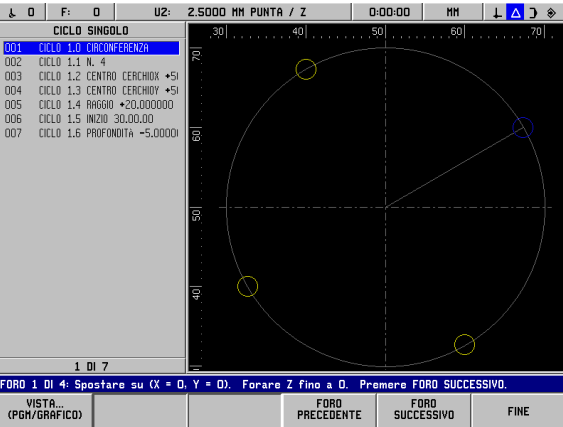 0 F: 0 U2: 2.5000 MM PUNTA / Z 0:00:00 MM
CICLO SINGOLO
001 CICLO 1.0 CIRCONFERENZA
002 CICLO 1.1 N. 4
003 CICLO 1.2 CENTRO CERCHIOX +5
004 CICLO 1.3 CENTRO CERCHIOY +5
005 CICLO 1.4 RAGGIO +20.000000
006 CICLO 1.5 INIZIO 30.00.00
007 CICLO 1.6 PROFONDITÀ -5.0000
1 DI 7
30 40 50 60 70
70
60
50
40
FORO 1 DI 4: Spostare su (X = 0, Y = 0). Forare Z fino a 0. Premere FORO SUCCESSIVO.
VISTA...
(PGM/GRAFICO)
FORO
PRECEDENTE
FORO
SUCCESSIVO
FINE